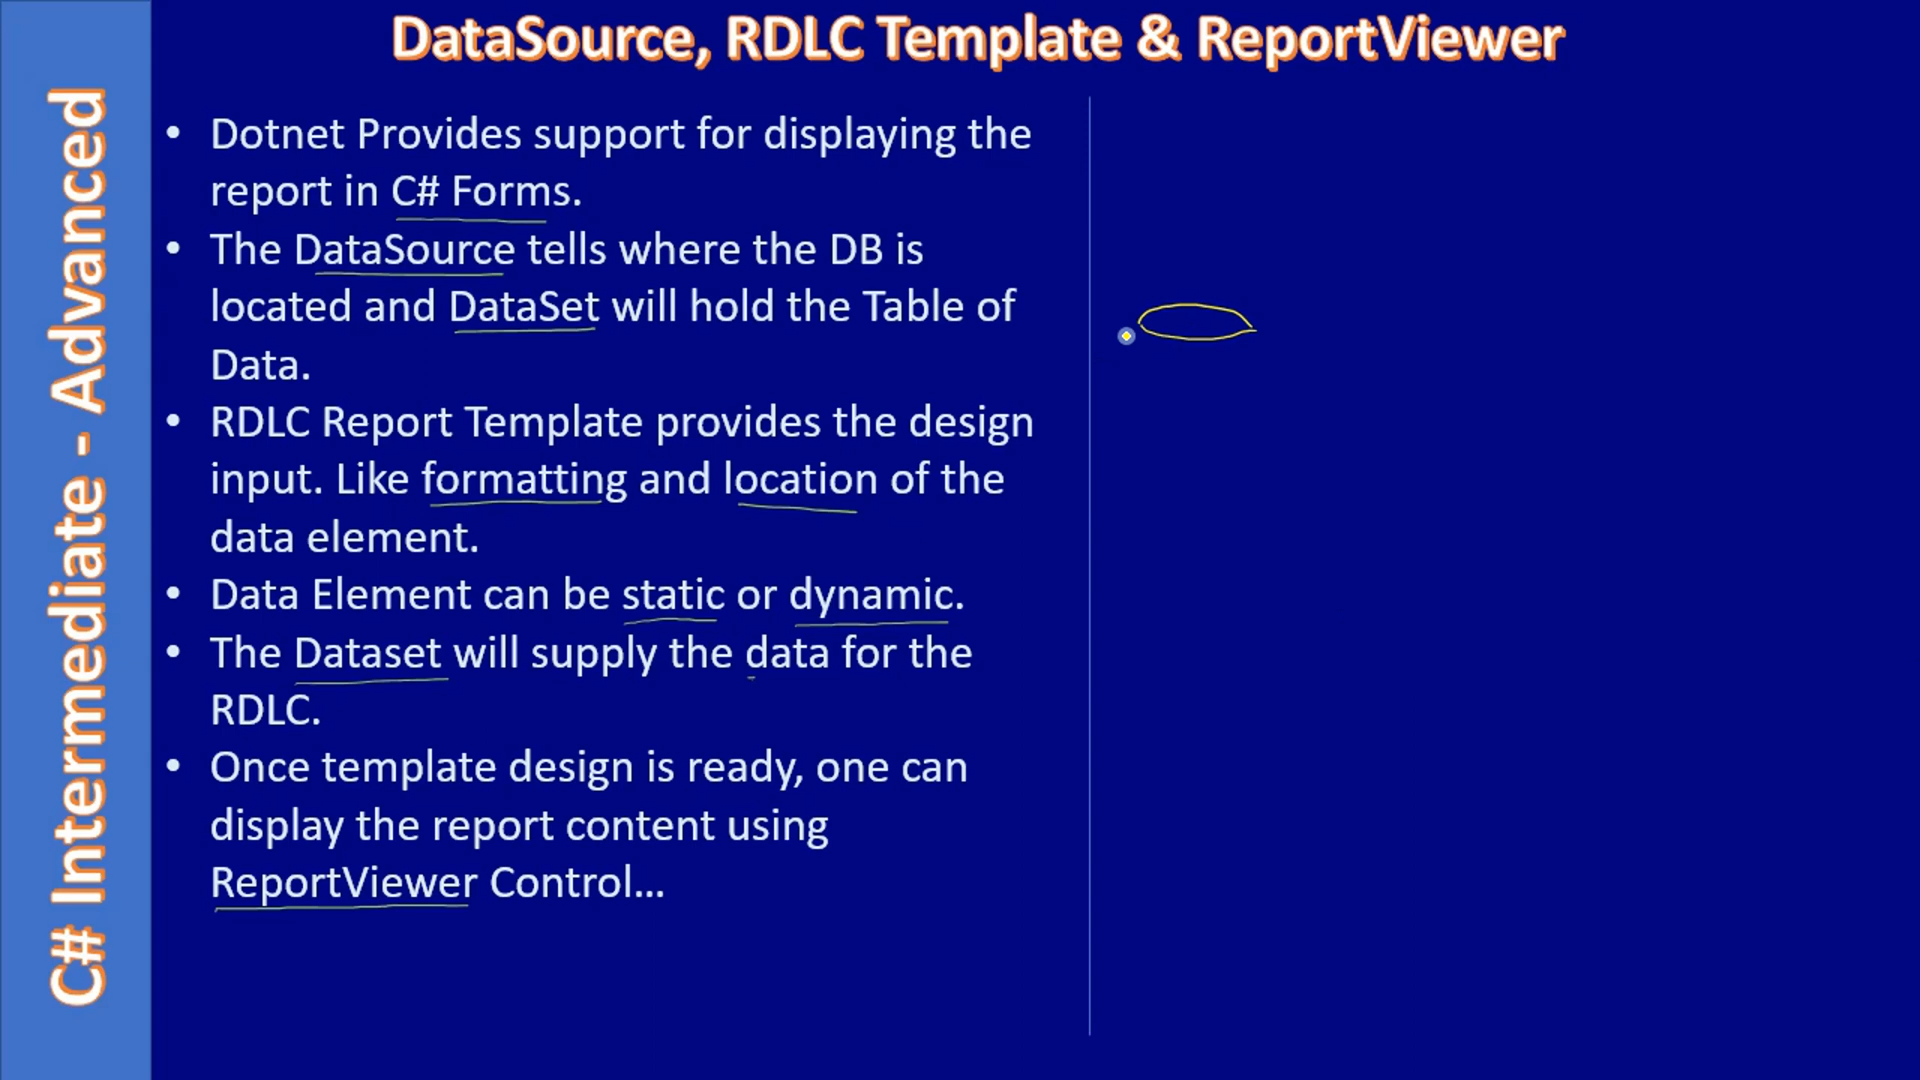 DataSource, RDLC Template & ReportViewer
C# Intermediate - Advanced
• Dotnet Provides support for displaying the
report in C# Forms.
• The DataSource tells where the DB is
located and DataSet will hold the Table of
Data.
• RDLC Report Template provides the design
input. Like formatting and location of the
data element.
• Data Element can be static or dynamic.
• The Dataset will supply the data for the
RDLC.
• Once template design is ready, one can
display the report content using
ReportViewer Control...